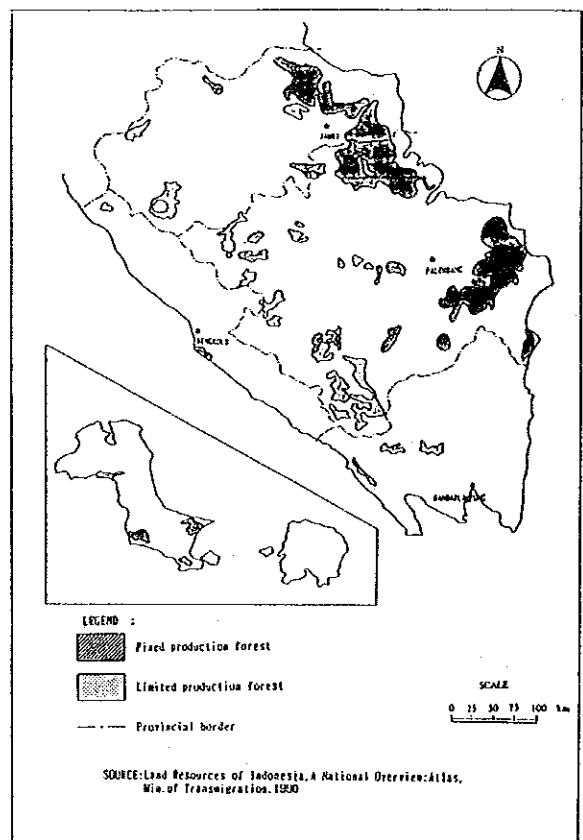 N
JAMBI
PALEMBANG
BENGKULU
LEGEND :
Fixed production forest
Limited production forest
Provincial border
SCALE
0 25 50 75 100 Km
SOURCE:Land Resources of Indonesia, A National Overview:Atlas,
Min.of Transmigration.1990